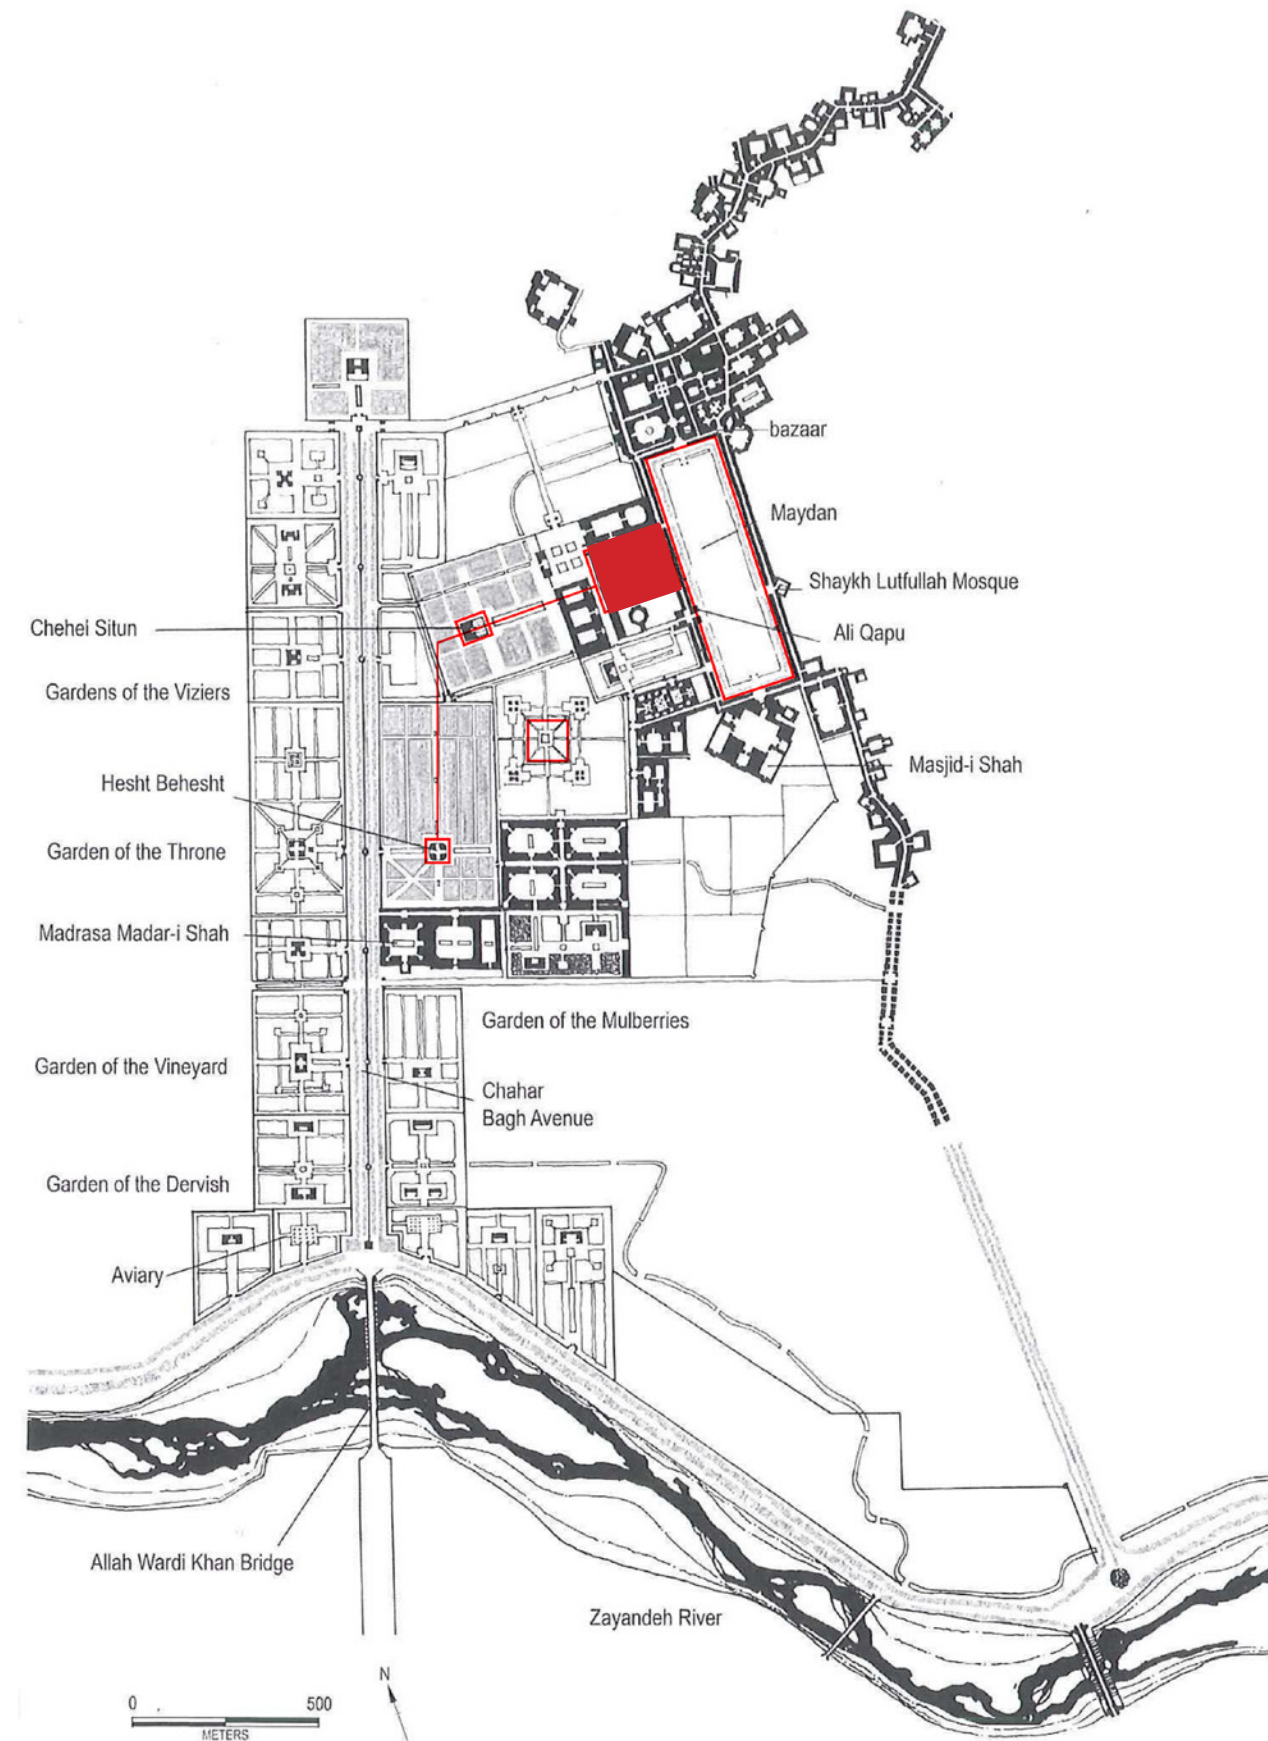 bazaar
Maydan
Shaykh Lutfullah Mosque
Chehei Situn
Ali Qapu
Gardens of the Viziers
Masjid-i Shah
Hesht Behesht
Garden of the Throne
Madrasa Madar-i Shah
Garden of the Mulberries
Garden of the Vineyard
Chahar
Bagh Avenue
Garden of the Dervish
Aviary
Allah Wardi Khan Bridge
Zayandeh River
N
0 500
METERS